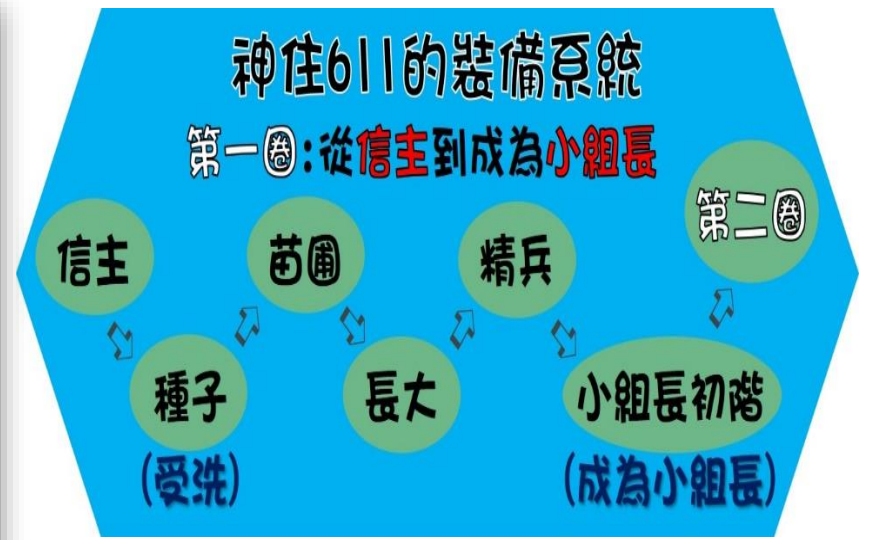 神住611的裝備系統
第一圈:從信主到成為小組長
信主
種子
(受洗)
苗圃
長大
精兵
小組長初階
(成為小組長)
第二圈